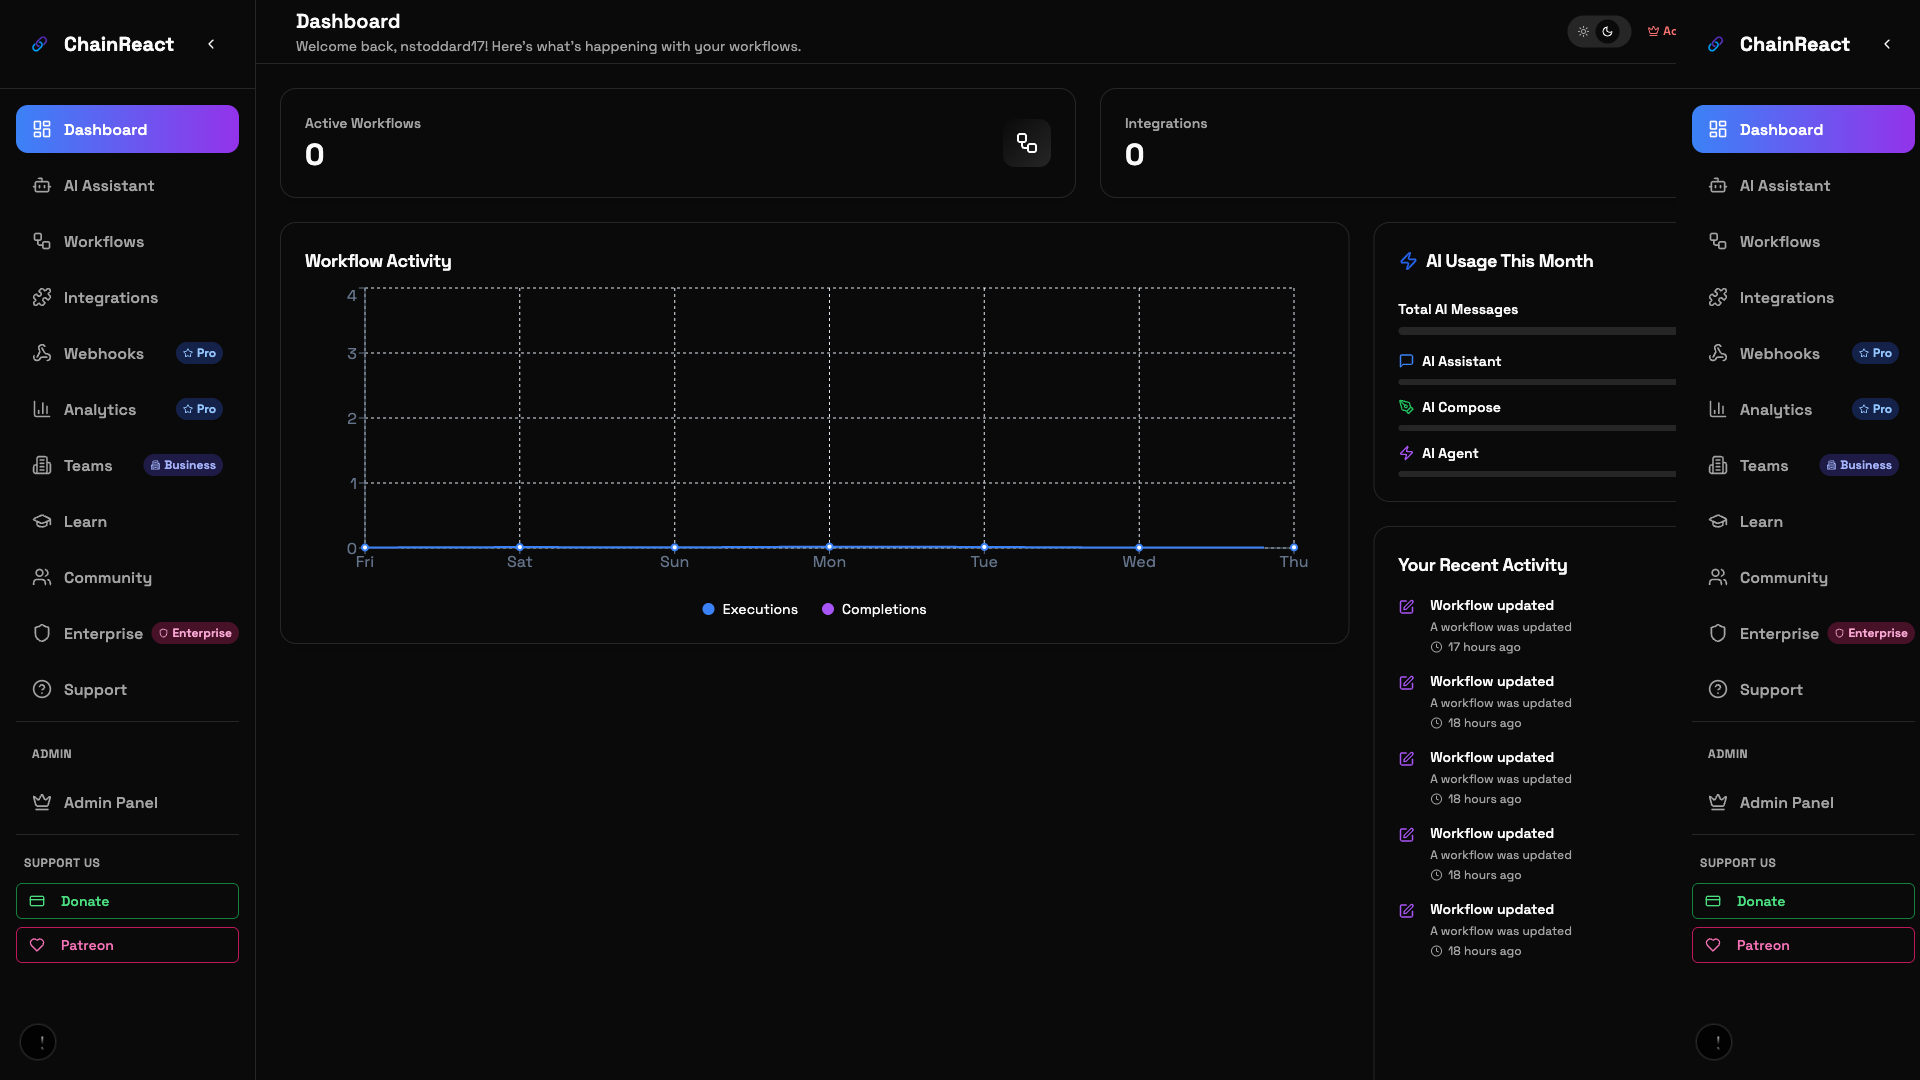 ChainReact
Dashboard
AI Assistant
Workflows
Integrations
Webhooks Pro
Analytics Pro
Teams Business
Learn
Community
Enterprise Enterprise
Support
ADMIN
Admin Panel
SUPPORT US
Donate
Patreon
!
Dashboard
Welcome back, nstoddard17! Here's what's happening with your workflows.
Active Workflows
0
Integrations
0
Workflow Activity
4
3
2
1
0
Fri Sat Sun Mon Tue Wed Thu
Executions Completions
AI Usage This Month
Total AI Messages
AI Assistant
AI Compose
AI Agent
Your Recent Activity
Workflow updated
A workflow was updated
17 hours ago
Workflow updated
A workflow was updated
18 hours ago
Workflow updated
A workflow was updated
18 hours ago
Workflow updated
A workflow was updated
18 hours ago
Workflow updated
A workflow was updated
18 hours ago
ChainReact
Dashboard
AI Assistant
Workflows
Integrations
Webhooks Pro
Analytics Pro
Teams Business
Learn
Community
Enterprise Enterprise
Support
ADMIN
Admin Panel
SUPPORT US
Donate
Patreon
!